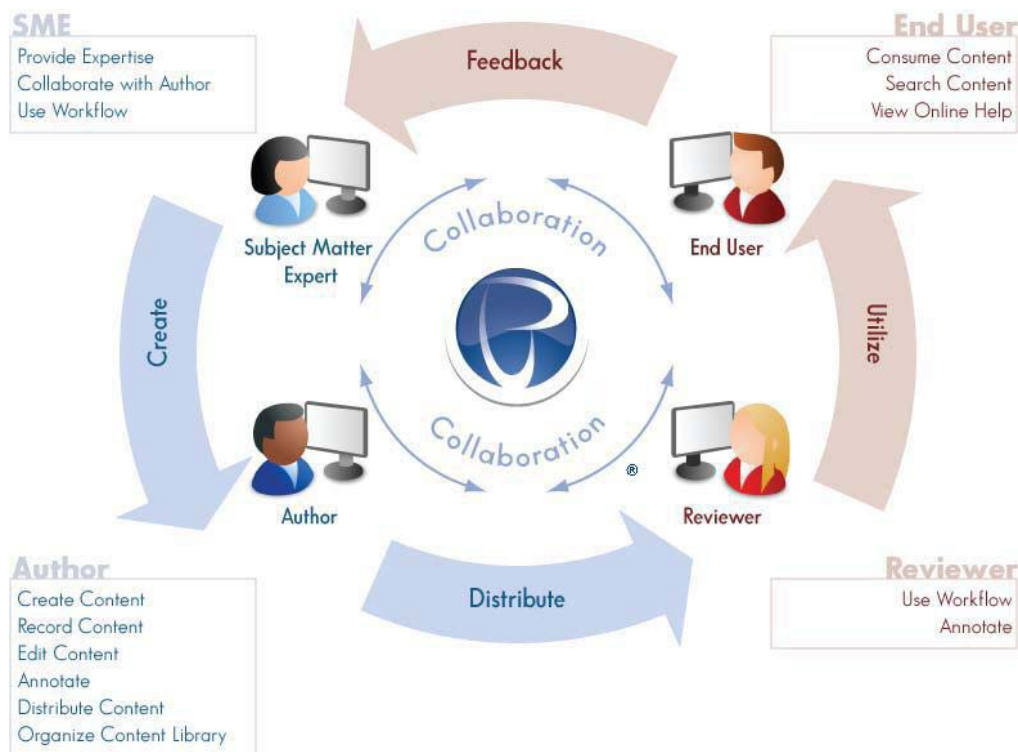 SME
Provide Expertise
Collaborate with Author
Use Workflow
Feedback
End User
Consume Content
Search Content
View Online Help
Subject Matter
Expert
Collaboration
End User
Create
Utilize
Author
Collaboration
®
Reviewer
Distribute
Author
Create Content
Record Content
Edit Content
Annotate
Distribute Content
Organize Content Library
Reviewer
Use Workflow
Annotate